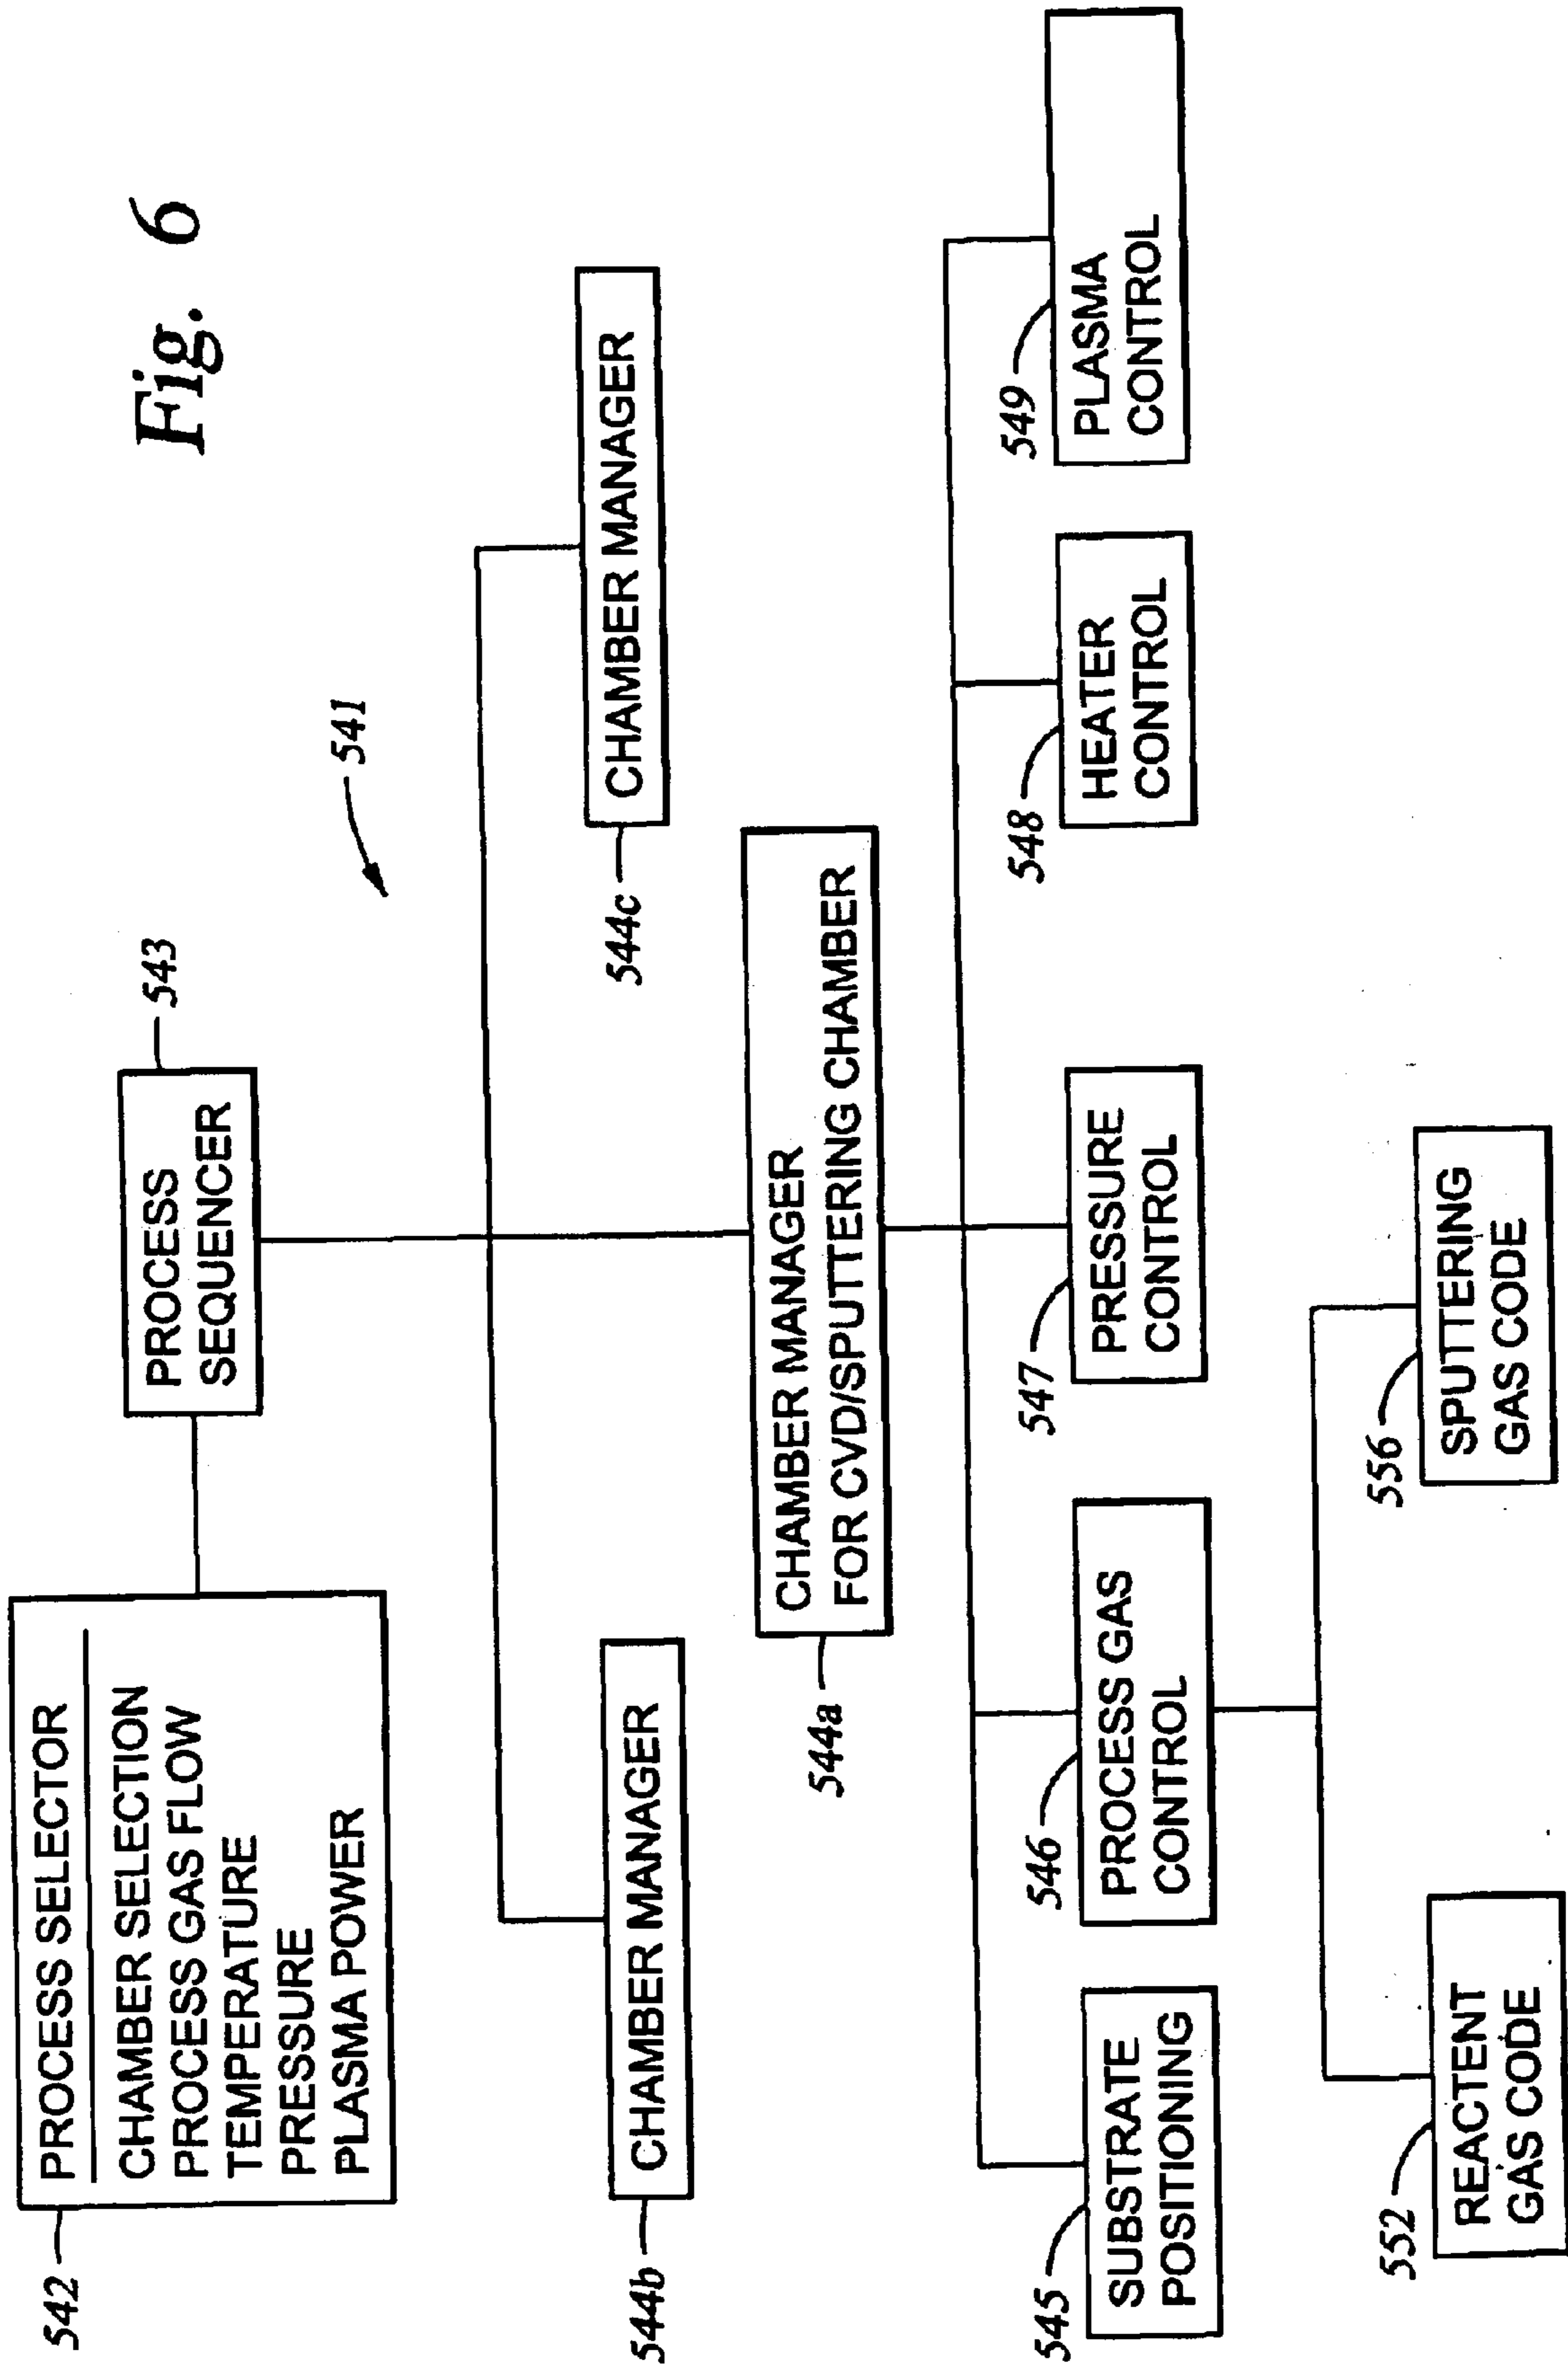 Fig. 6
542
PROCESS SELECTOR
CHAMBER SELECTION
PROCESS GAS FLOW
TEMPERATURE
PRESSURE
PLASMA POWER
PROCESS
SEQUENCER
543
541
544b
CHAMBER MANAGER
544c
CHAMBER MANAGER
544a
CHAMBER MANAGER
FOR CVD/SPUTTERING CHAMBER
545
SUBSTRATE
POSITIONING
546
PROCESS GAS
CONTROL
547
PRESSURE
CONTROL
548
HEATER
CONTROL
549
PLASMA
CONTROL
552
REACTENT
GAS CODE
556
SPUTTERING
GAS CODE